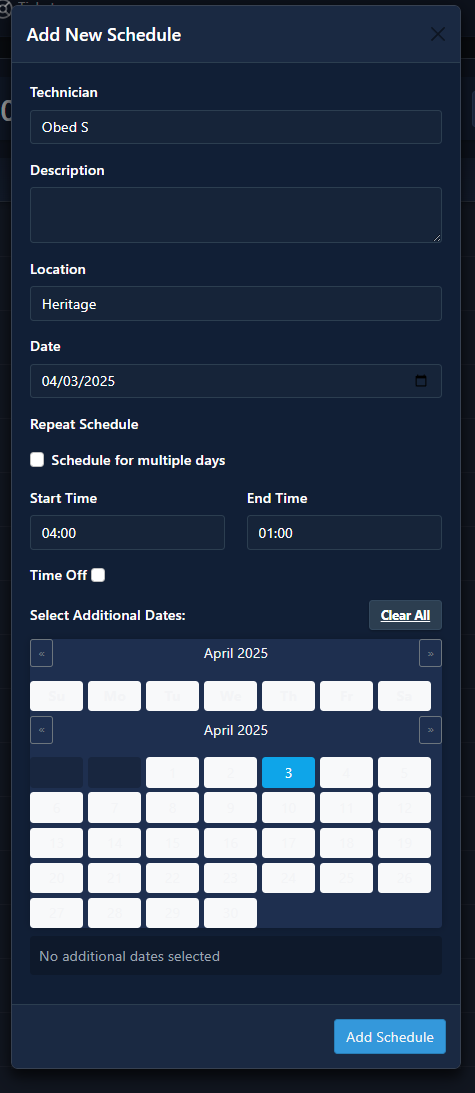 Add New Schedule
Technician
Obed S
Description
Location
Heritage
Date
04/03/2025
Repeat Schedule
Schedule for multiple days
Start Time
End Time
04:00
01:00
Time Off
Select Additional Dates:
Clear All
« April 2025 »
Su Mo Tu We Th Fr Sa
« April 2025 »
1 2 3 4 5
6 7 8 9 10 11 12
13 14 15 16 17 18 19
20 21 22 23 24 25 26
27 28 29 30
No additional dates selected
Add Schedule